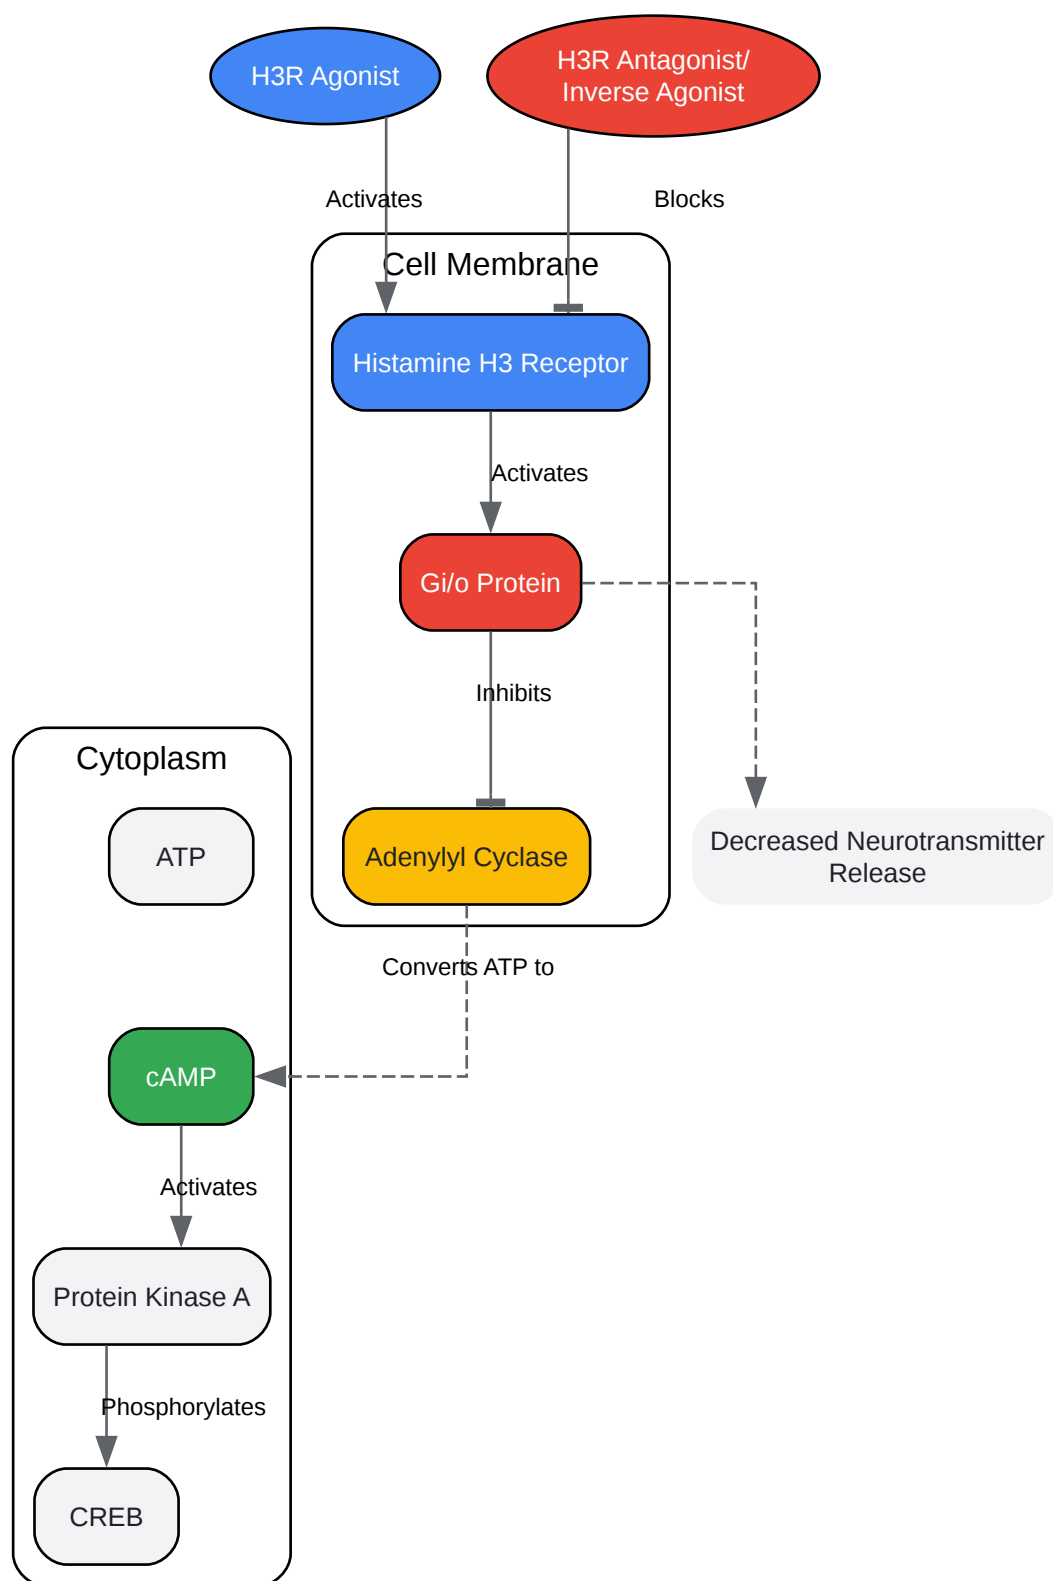 H3R Agonist
H3R Antagonist/
Inverse Agonist
Activates
Blocks
Cell Membrane
Histamine H3 Receptor
Activates
Gi/o Protein
Inhibits
Cytoplasm
ATP
Adenylyl Cyclase
Decreased Neurotransmitter
Release
Converts ATP to
cAMP
Activates
Protein Kinase A
Phosphorylates
CREB